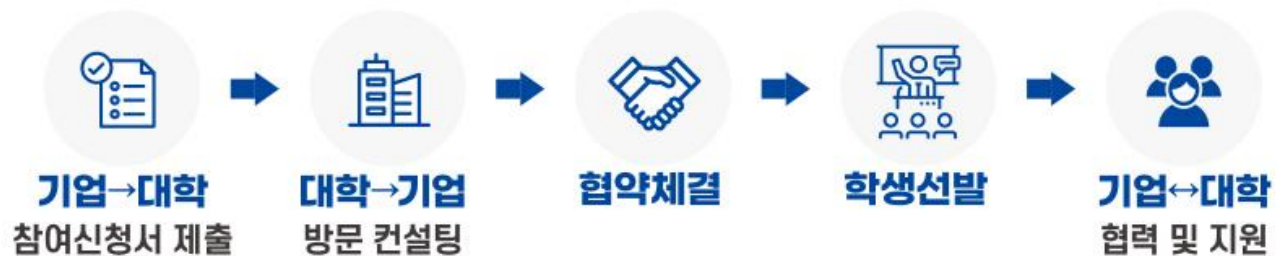 기업→대학
참여신청서 제출
대학→기업
방문 컨설팅
협약체결
학생선발
기업↔대학
협력 및 지원